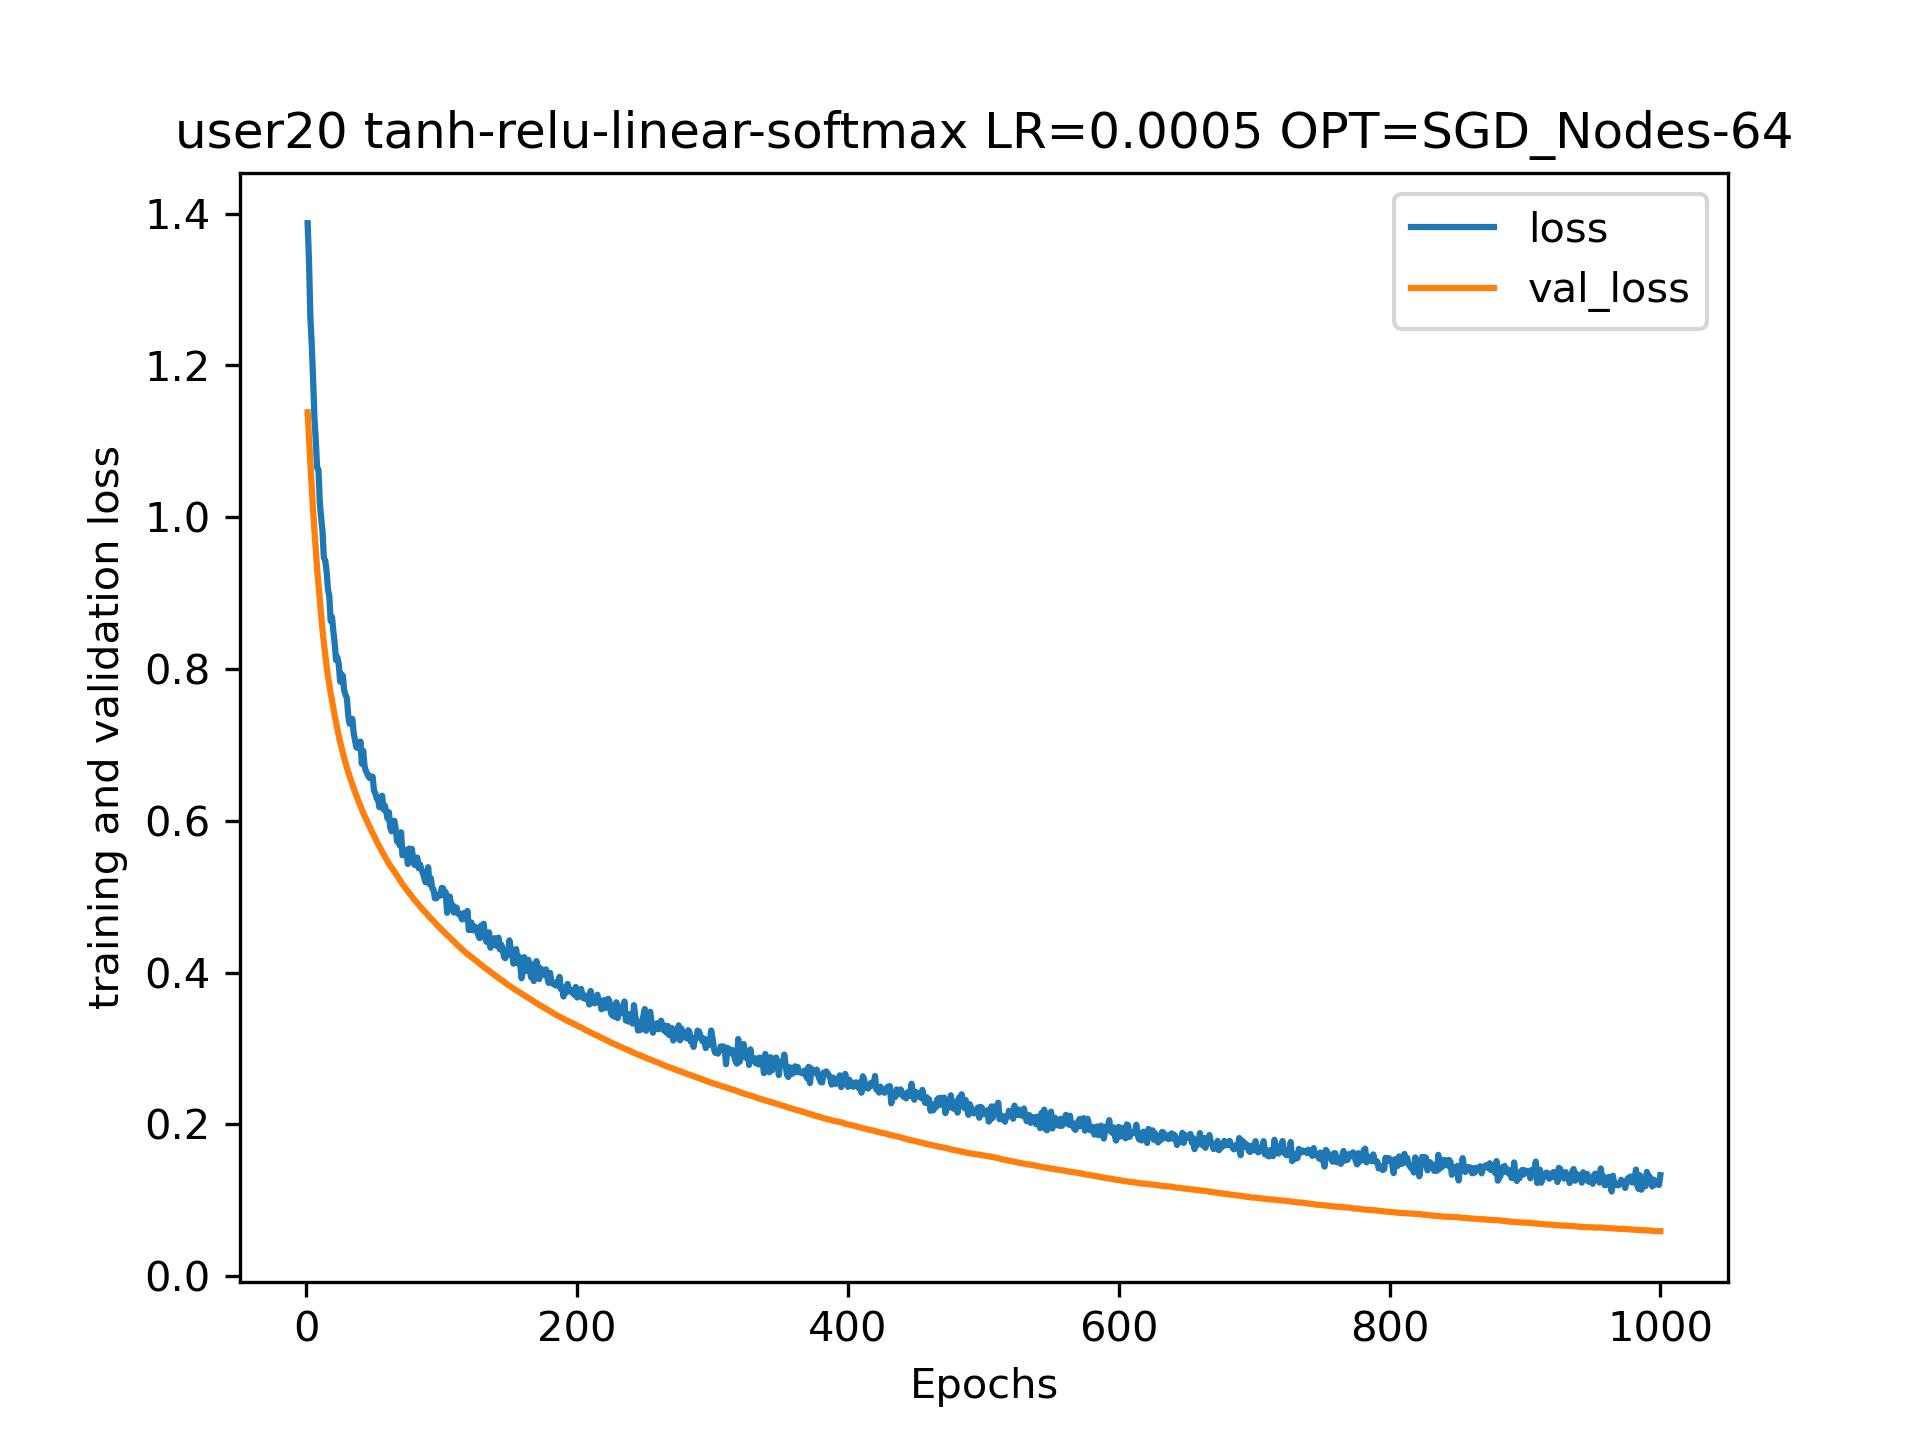 user20 tanh-relu-linear-softmax LR=0.0005 OPT=SGD_Nodes-64
loss
val_loss
training and validation loss
1.4
1.2
1.0
0.8
0.6
0.4
0.2
0.0
0 200 400 600 800 1000
Epochs